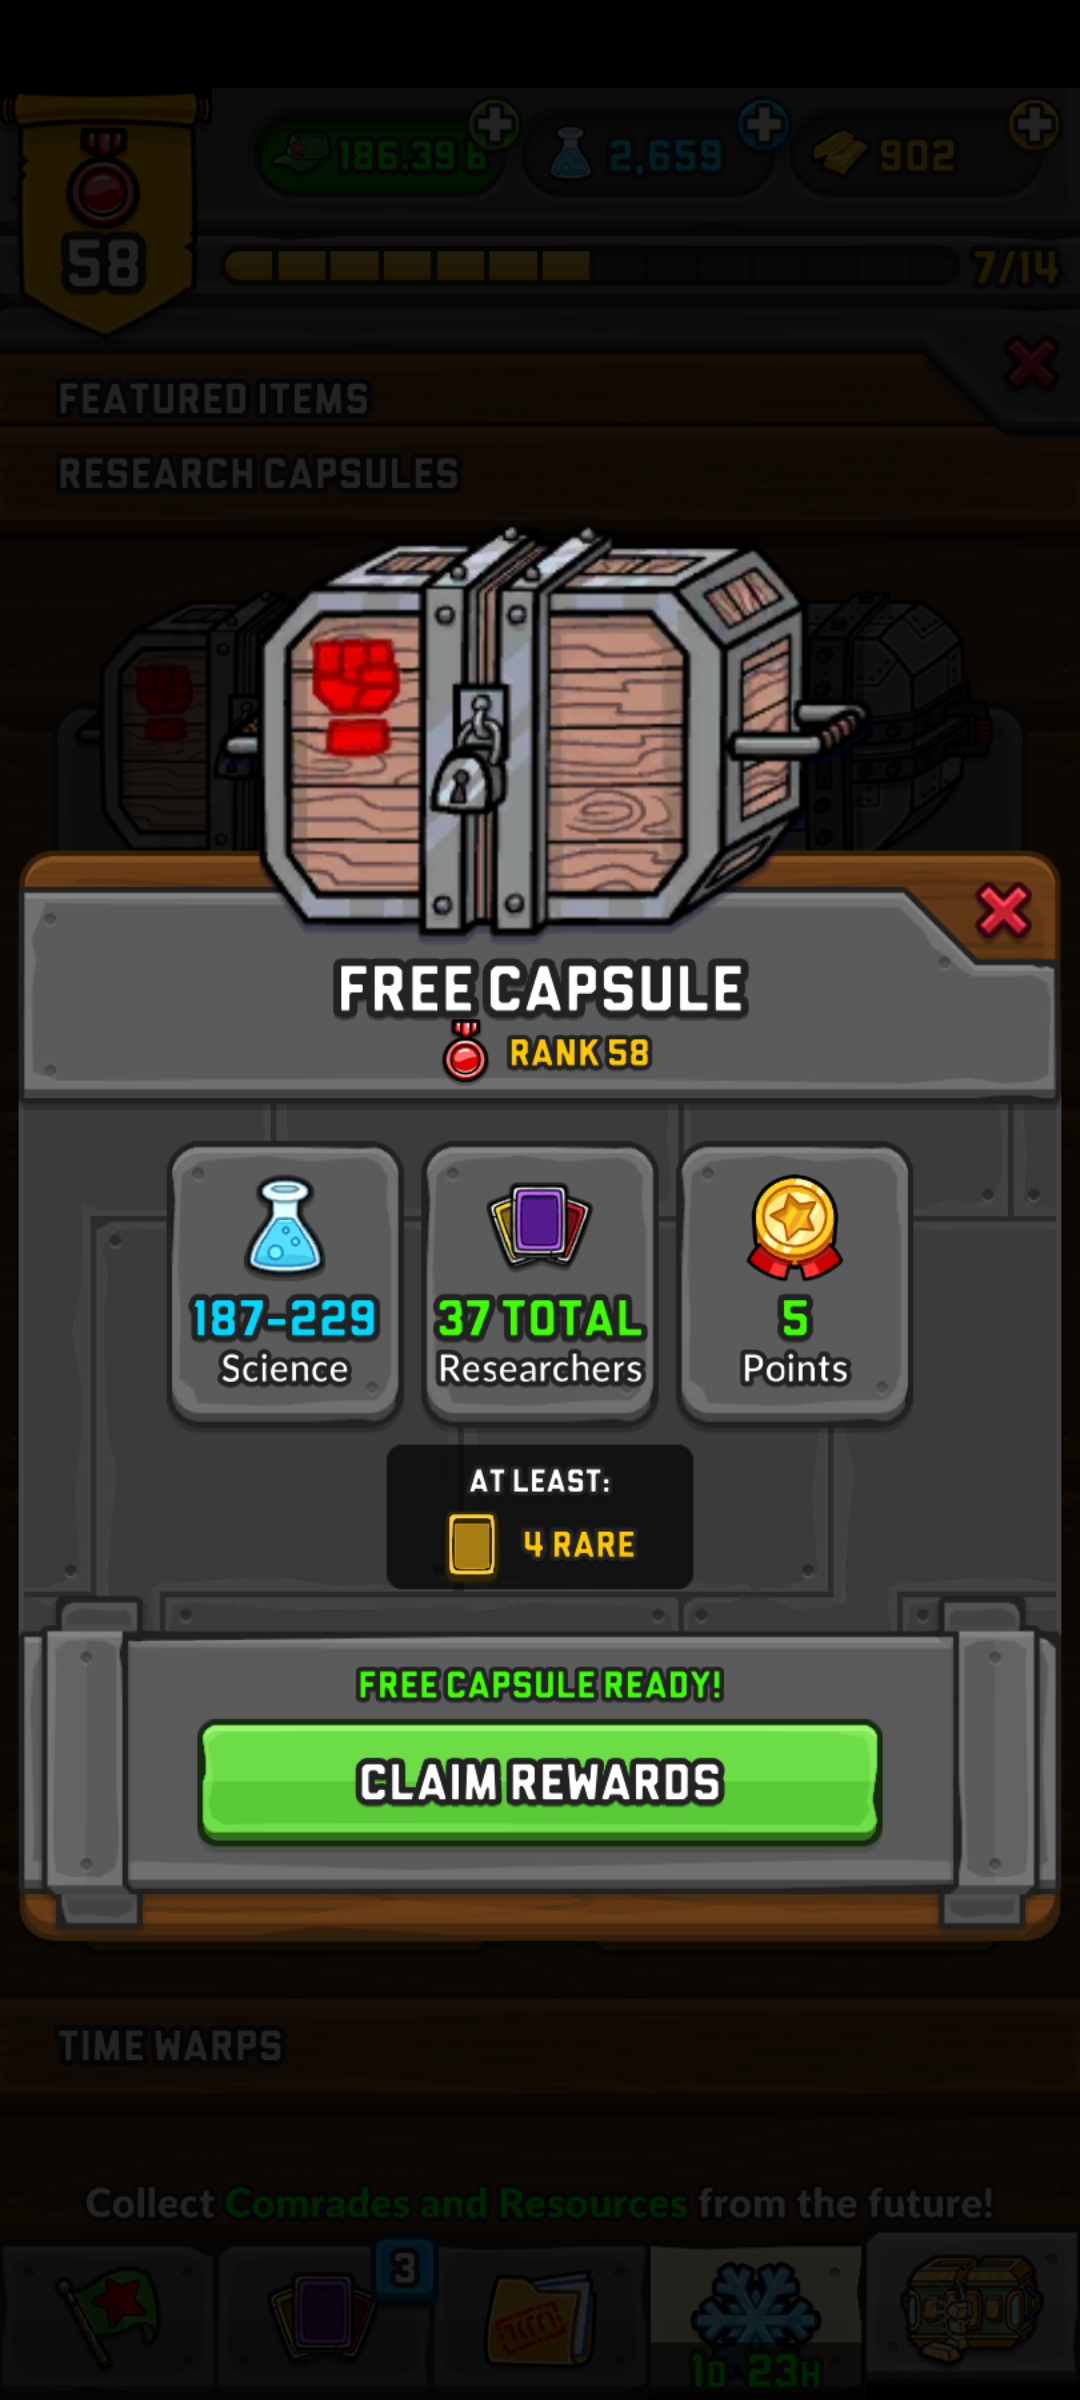 186.39 B
2,659
902
58
7/14
FEATURED ITEMS
RESEARCH CAPSULES
FREE CAPSULE
RANK 58
187-229
Science
37 TOTAL
Researchers
5
Points
AT LEAST:
4 RARE
FREE CAPSULE READY!
CLAIM REWARDS
TIME WARPS
Collect Comrades and Resources from the future!
3
1D 23H